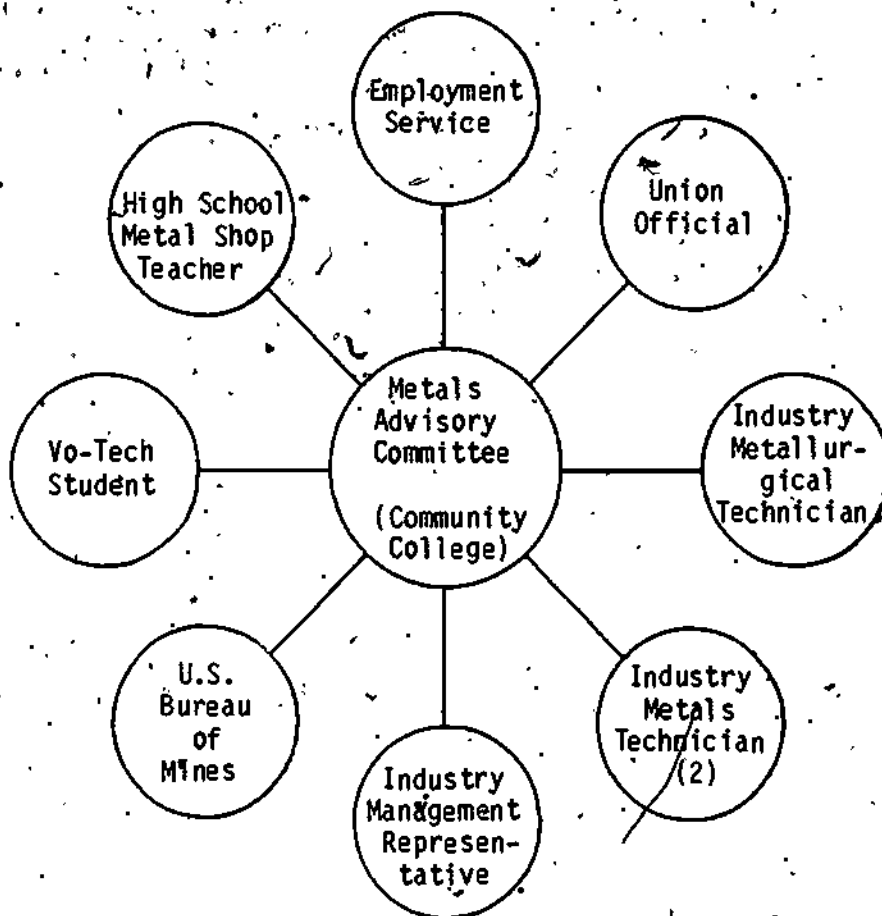 Employment
Service
Union
Official
High School
Metal Shop
Teacher
Metals
Advisory
Committee
(Community
College)
Industry
Metallur-
gical
Technician
Vo-Tech
Student
U.S.
Bureau
of
Mines
Industry
Metals
Technician
(2)
Industry
Management
Represen-
tative